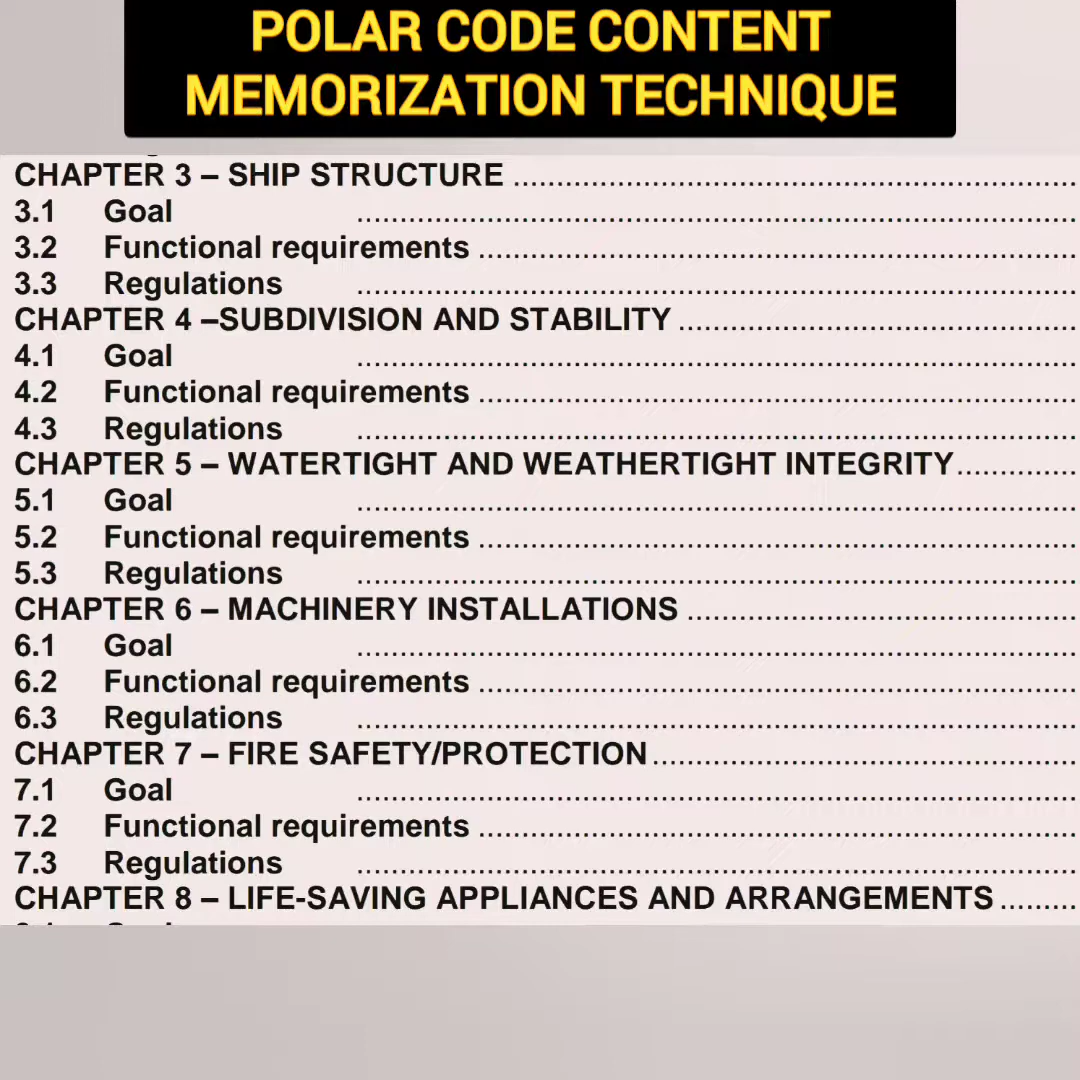 POLAR CODE CONTENT
MEMORIZATION TECHNIQUE
CHAPTER 3 – SHIP STRUCTURE ........................................
3.1 Goal ........................................
3.2 Functional requirements ........................................
3.3 Regulations ........................................
CHAPTER 4 –SUBDIVISION AND STABILITY ........................................
4.1 Goal ........................................
4.2 Functional requirements ........................................
4.3 Regulations ........................................
CHAPTER 5 – WATERTIGHT AND WEATHERTIGHT INTEGRITY..............
5.1 Goal ........................................
5.2 Functional requirements ........................................
5.3 Regulations ........................................
CHAPTER 6 – MACHINERY INSTALLATIONS ........................................
6.1 Goal ........................................
6.2 Functional requirements ........................................
6.3 Regulations ........................................
CHAPTER 7 – FIRE SAFETY/PROTECTION........................................
7.1 Goal ........................................
7.2 Functional requirements ........................................
7.3 Regulations ........................................
CHAPTER 8 – LIFE-SAVING APPLIANCES AND ARRANGEMENTS .........